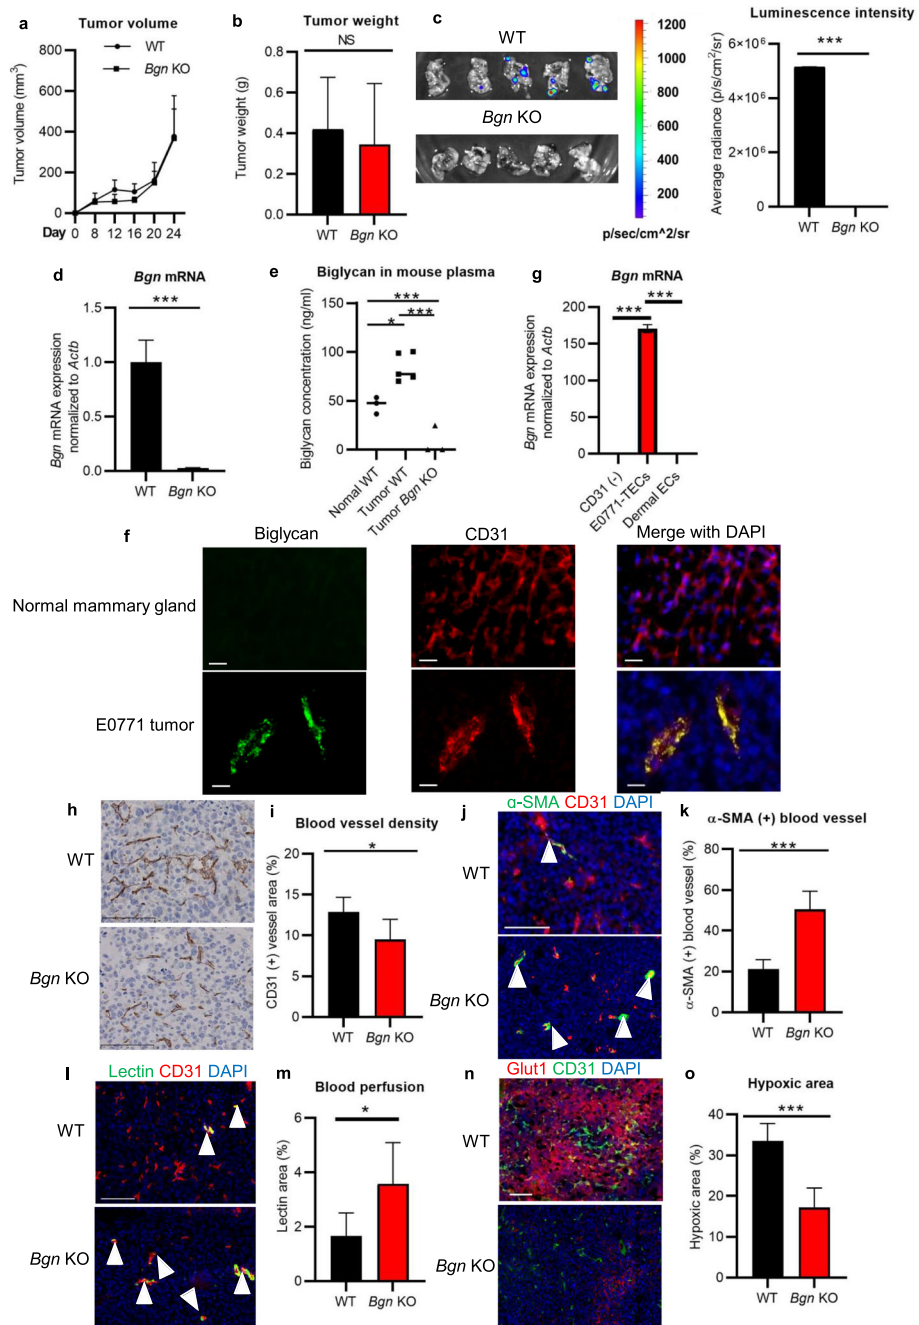 a
Tumor volume
WT
Bgn KO
Tumor volume (mm3)
800
600
400
200
0
Day 0 8 12 16 20 24
b
Tumor weight
NS
Tumor weight (g)
0.8
0.6
0.4
0.2
0.0
WT
Bgn KO
c
WT
Bgn KO
1200
1000
800
600
400
200
p/sec/cm^2/sr
Luminescence intensity
***
Average radiance (p/s/cm2/sr)
6×106
4×106
2×106
0
WT
Bgn KO
d
Bgn mRNA
***
Bgn mRNA expression
normalized to Actb
1.5
1.0
0.5
0.0
WT
Bgn KO
e
Biglycan in mouse plasma
***
***
*
Biglycan concentration (ng/ml)
150
100
50
0
Nomal WT
Tumor WT
Tumor Bgn KO
g
Bgn mRNA
***
***
Bgn mRNA expression
normalized to Actb
200
150
100
50
0
CD31 (-)
E0771-TECs
Dermal ECs
f
Biglycan
CD31
Merge with DAPI
Normal mammary gland
E0771 tumor
h
WT
Bgn KO
i
Blood vessel density
*
CD31 (+) vessel area (%)
20
15
10
5
0
WT
Bgn KO
j
α-SMA CD31 DAPI
WT
Bgn KO
k
α-SMA (+) blood vessel
***
α-SMA (+) blood vessel (%)
80
60
40
20
0
WT
Bgn KO
l
Lectin CD31 DAPI
WT
Bgn KO
m
Blood perfusion
*
Lectin area (%)
6
4
2
0
WT
Bgn KO
n
Glut1 CD31 DAPI
WT
Bgn KO
o
Hypoxic area
***
Hypoxic area (%)
40
30
20
10
0
WT
Bgn KO